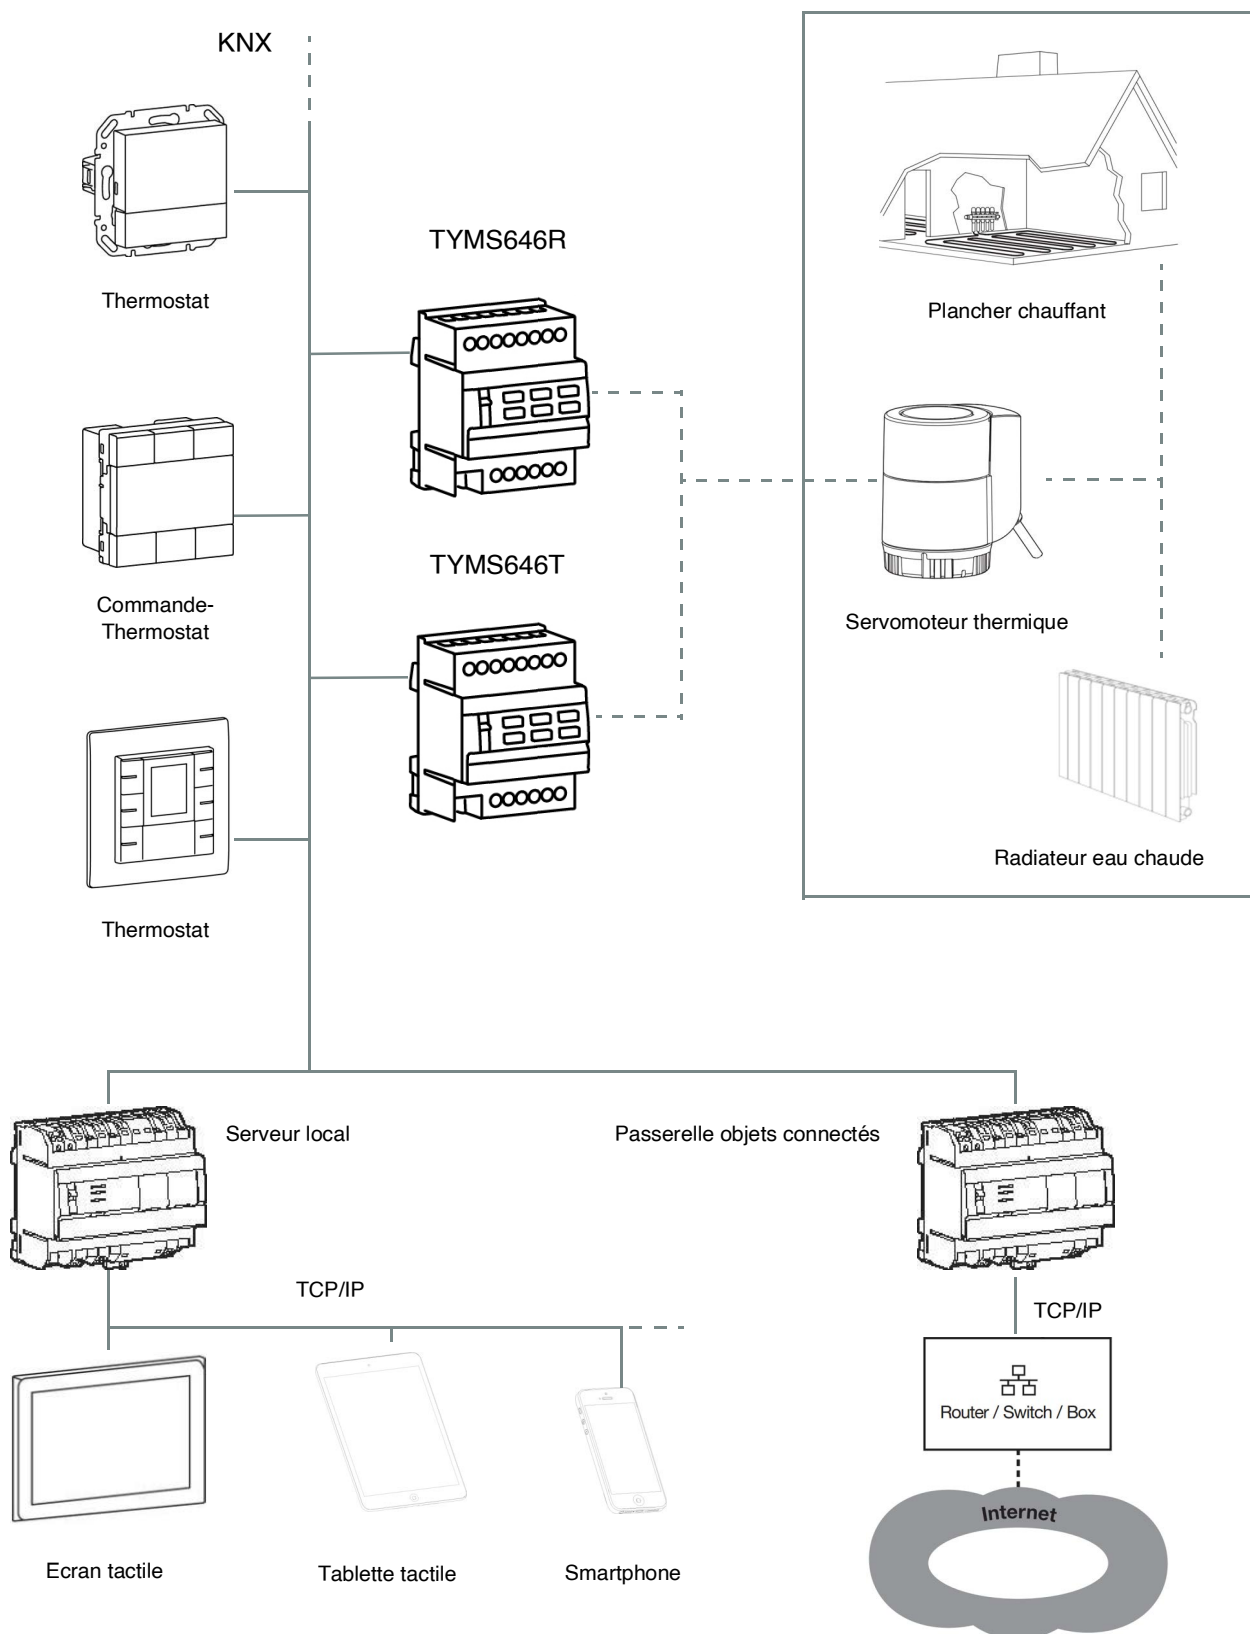 KNX
Thermostat
TYMS646R
Plancher chauffant
Commande-
Thermostat
TYMS646T
Servomoteur thermique
Thermostat
Radiateur eau chaude
Serveur local
Passerelle objets connectés
TCP/IP
TCP/IP
Router / Switch / Box
Internet
Ecran tactile
Tablette tactile
Smartphone